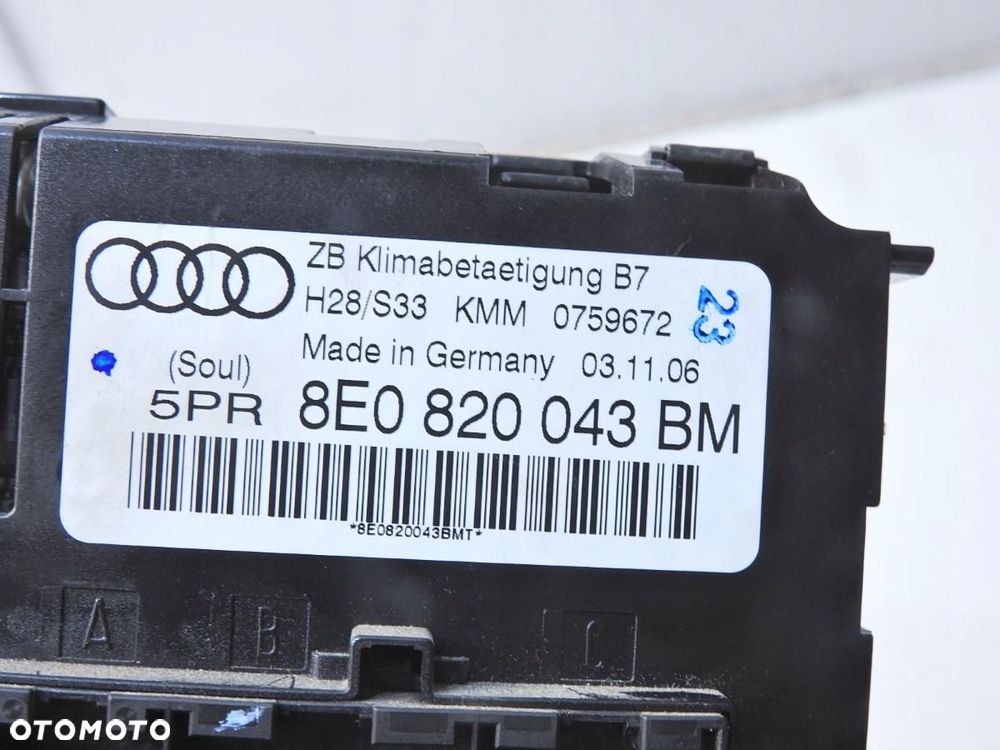 ZB Klimabetaetigung B7
H28/S33 KMM 0759672
23
Made in Germany 03.11.06
(Soul)
5PR 8E0 820 043 BM
*8E0820043BMT*
A B C
OTOMOTO